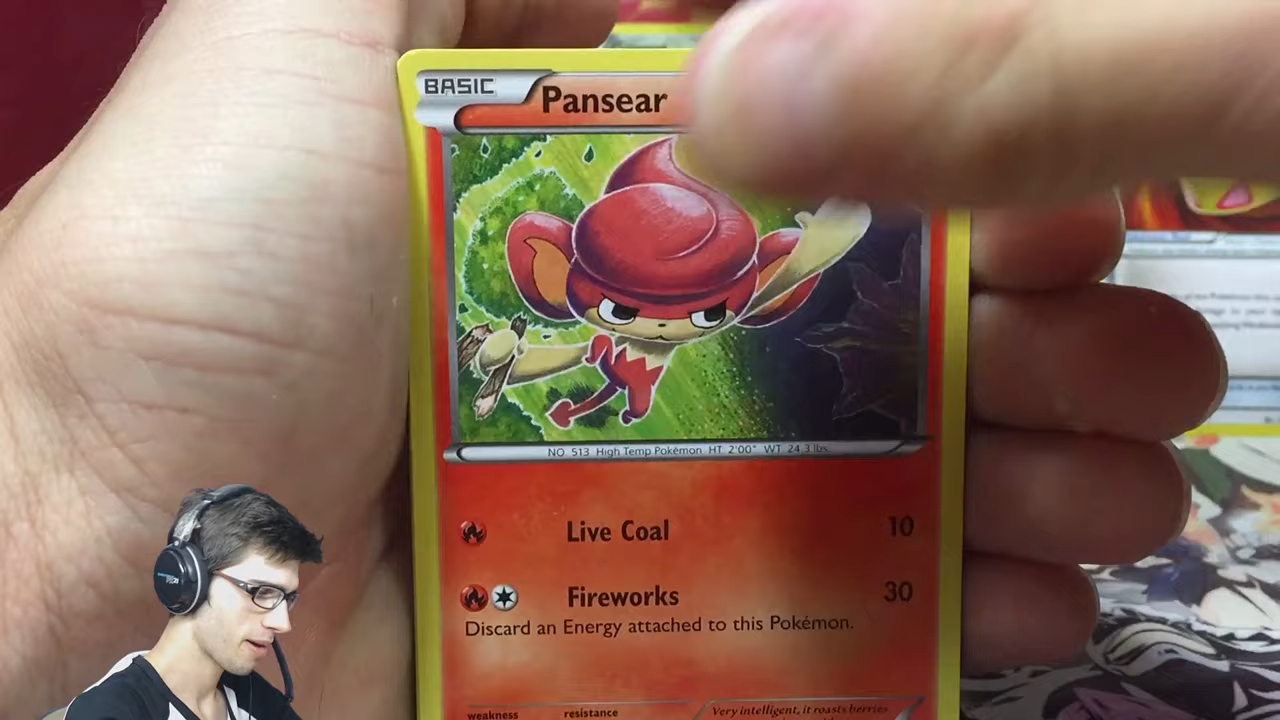 BASIC Pansear
NO 513 High Temp Pokémon HT 2'00" WT 24.3 lbs
Live Coal 10
Fireworks 30
Discard an Energy attached to this Pokémon.
weakness resistance
Very intelligent, it roasts berries